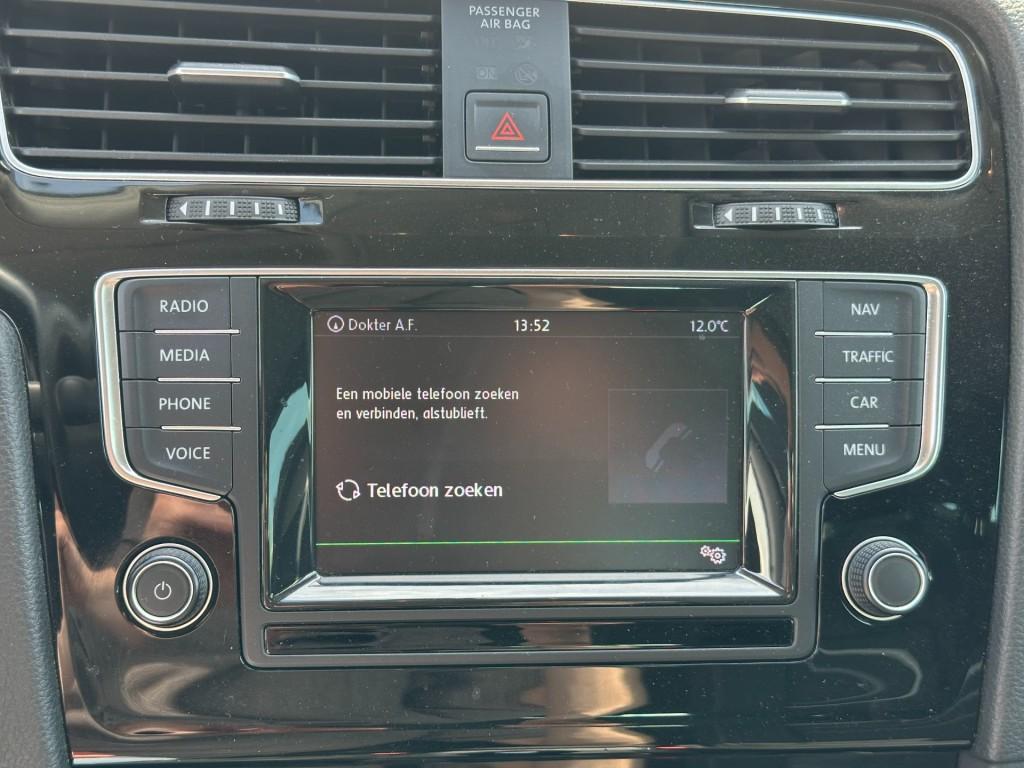 PASSENGER
AIR BAG
ON
RADIO
MEDIA
PHONE
VOICE
Dokter A.F.
13:52
12.0°C
Een mobiele telefoon zoeken
en verbinden, alstublieft.
Telefoon zoeken
NAV
TRAFFIC
CAR
MENU